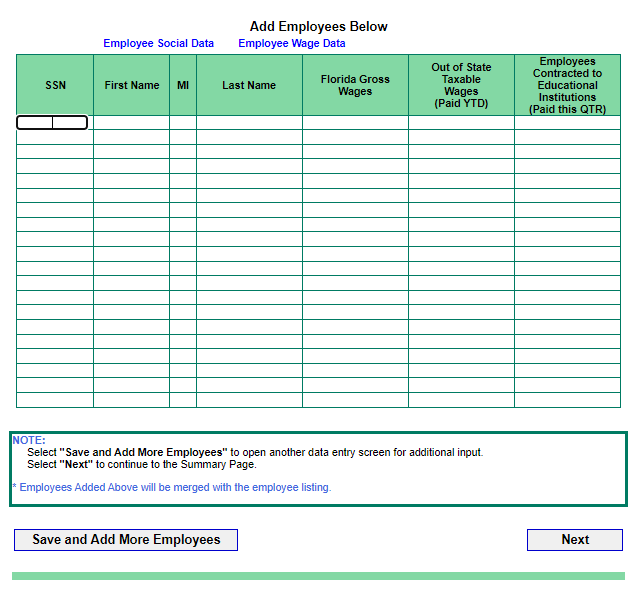 Add Employees Below
Employee Social Data Employee Wage Data
SSN
First Name
MI
Last Name
Florida Gross
Wages
Out of State
Taxable
Wages
(Paid YTD)
Employees
Contracted to
Educational
Institutions
(Paid this QTR)
NOTE:
Select "Save and Add More Employees" to open another data entry screen for additional input.
Select "Next" to continue to the Summary Page.
* Employees Added Above will be merged with the employee listing.
Save and Add More Employees
Next